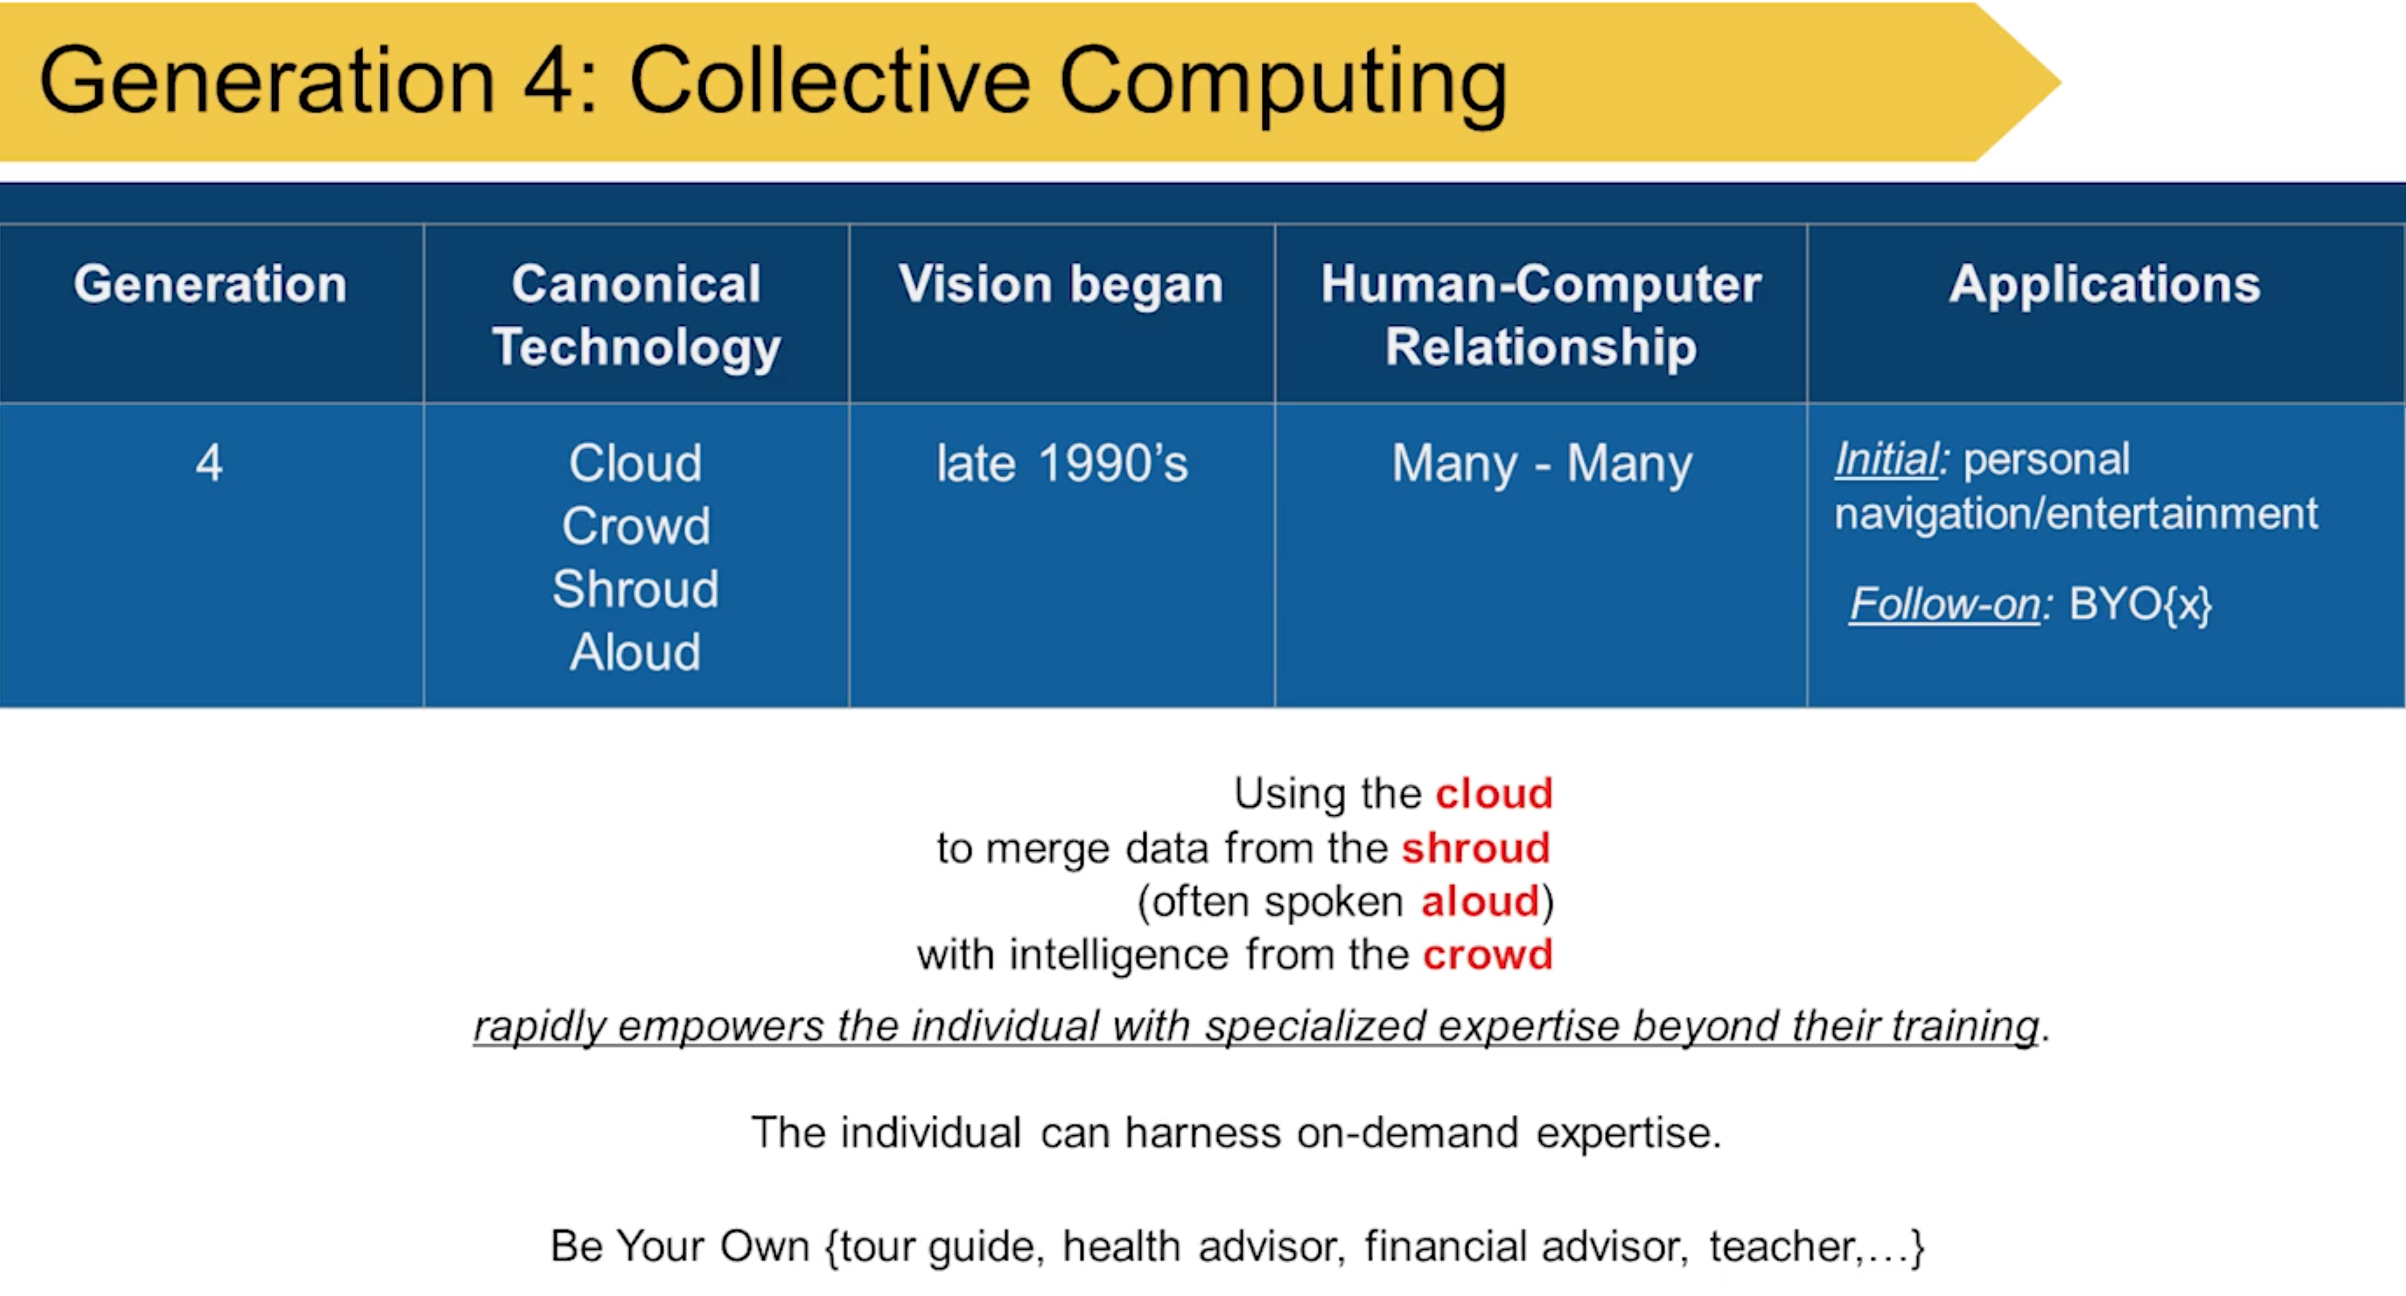 Generation 4: Collective Computing
Generation
Canonical
Technology
Vision began
Human-Computer
Relationship
Applications
4
Cloud
Crowd
Shroud
Aloud
late 1990’s
Many - Many
Initial: personal
navigation/entertainment
Follow-on: BYO{x}
Using the cloud
to merge data from the shroud
(often spoken aloud)
with intelligence from the crowd
rapidly empowers the individual with specialized expertise beyond their training.
The individual can harness on-demand expertise.
Be Your Own {tour guide, health advisor, financial advisor, teacher,…}